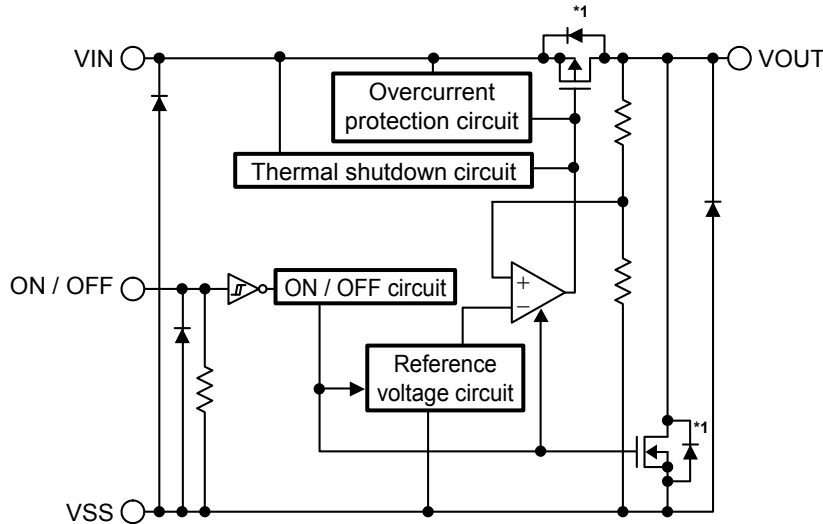 *1
VIN
VOUT
Overcurrent
protection circuit
Thermal shutdown circuit
ON / OFF
ON / OFF circuit
+
−
Reference
voltage circuit
*1
VSS